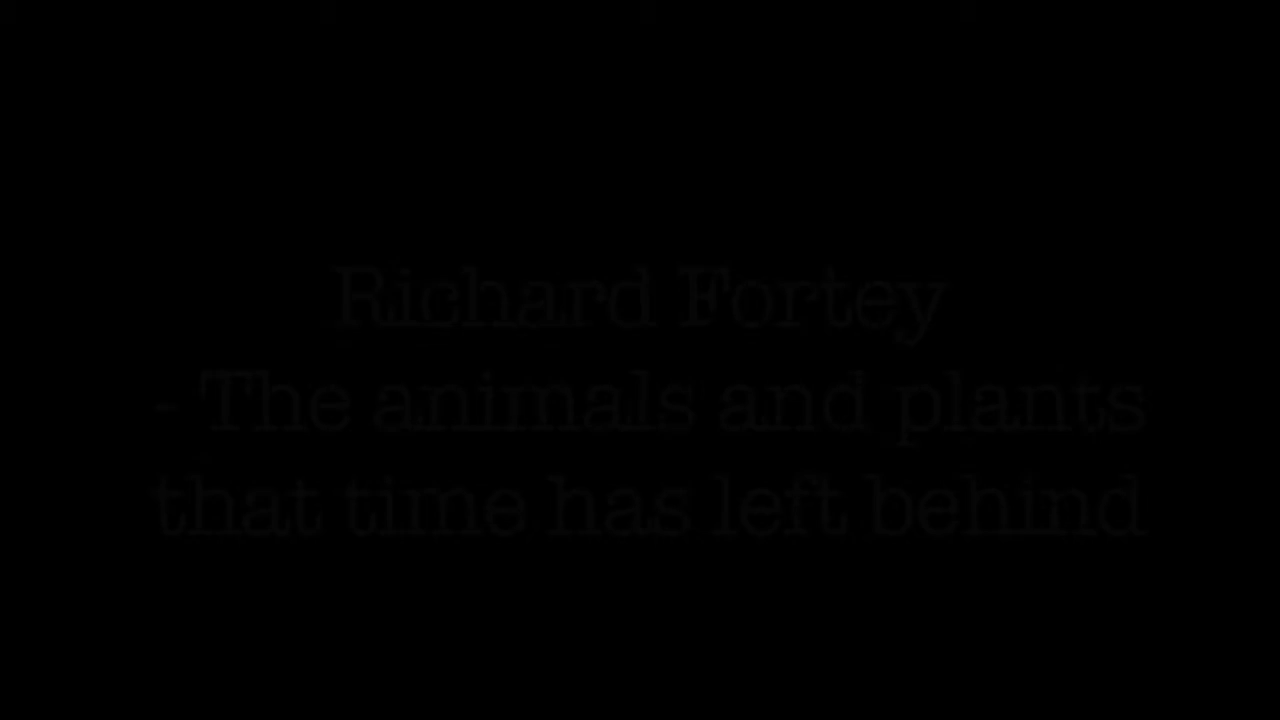 Richard Fortey
- The animals and plants
that time has left behind